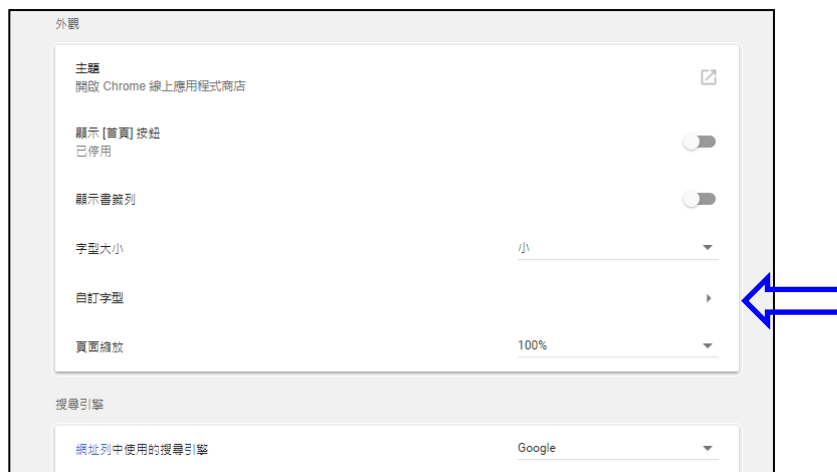 外觀
主題
開啟 Chrome 線上應用程式商店
顯示 [首頁] 按鈕
已停用
顯示書籤列
字型大小 小
自訂字型
頁面縮放 100%
搜尋引擎
網址列中使用的搜尋引擎 Google